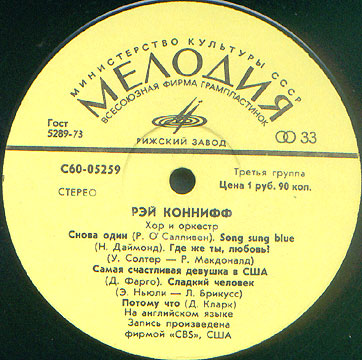 МИНИСТЕРСТВО КУЛЬТУРЫ СССР
МЕЛОДИЯ
ВСЕСОЮЗНАЯ ФИРМА ГРАМПЛАСТИНОК
Гост
5289-73
33
РИЖСКИЙ ЗАВОД
С60-05259
Третья группа
СТЕРЕО
Цена 1 руб. 90 коп.
РЭЙ КОННИФФ
Хор и оркестр
Снова один (Р. О'Салливен). Song sung blue
(Н. Даймонд). Где же ты, любовь?
(У. Солтер — Р. Макдоналд)
Самая счастливая девушка в США
(Д. Фарго). Сладкий человек
(Э. Ньюли — Л. Брикусс)
Потому что (Д. Кларк)
На английском языке
Запись произведена
фирмой «CBS», США